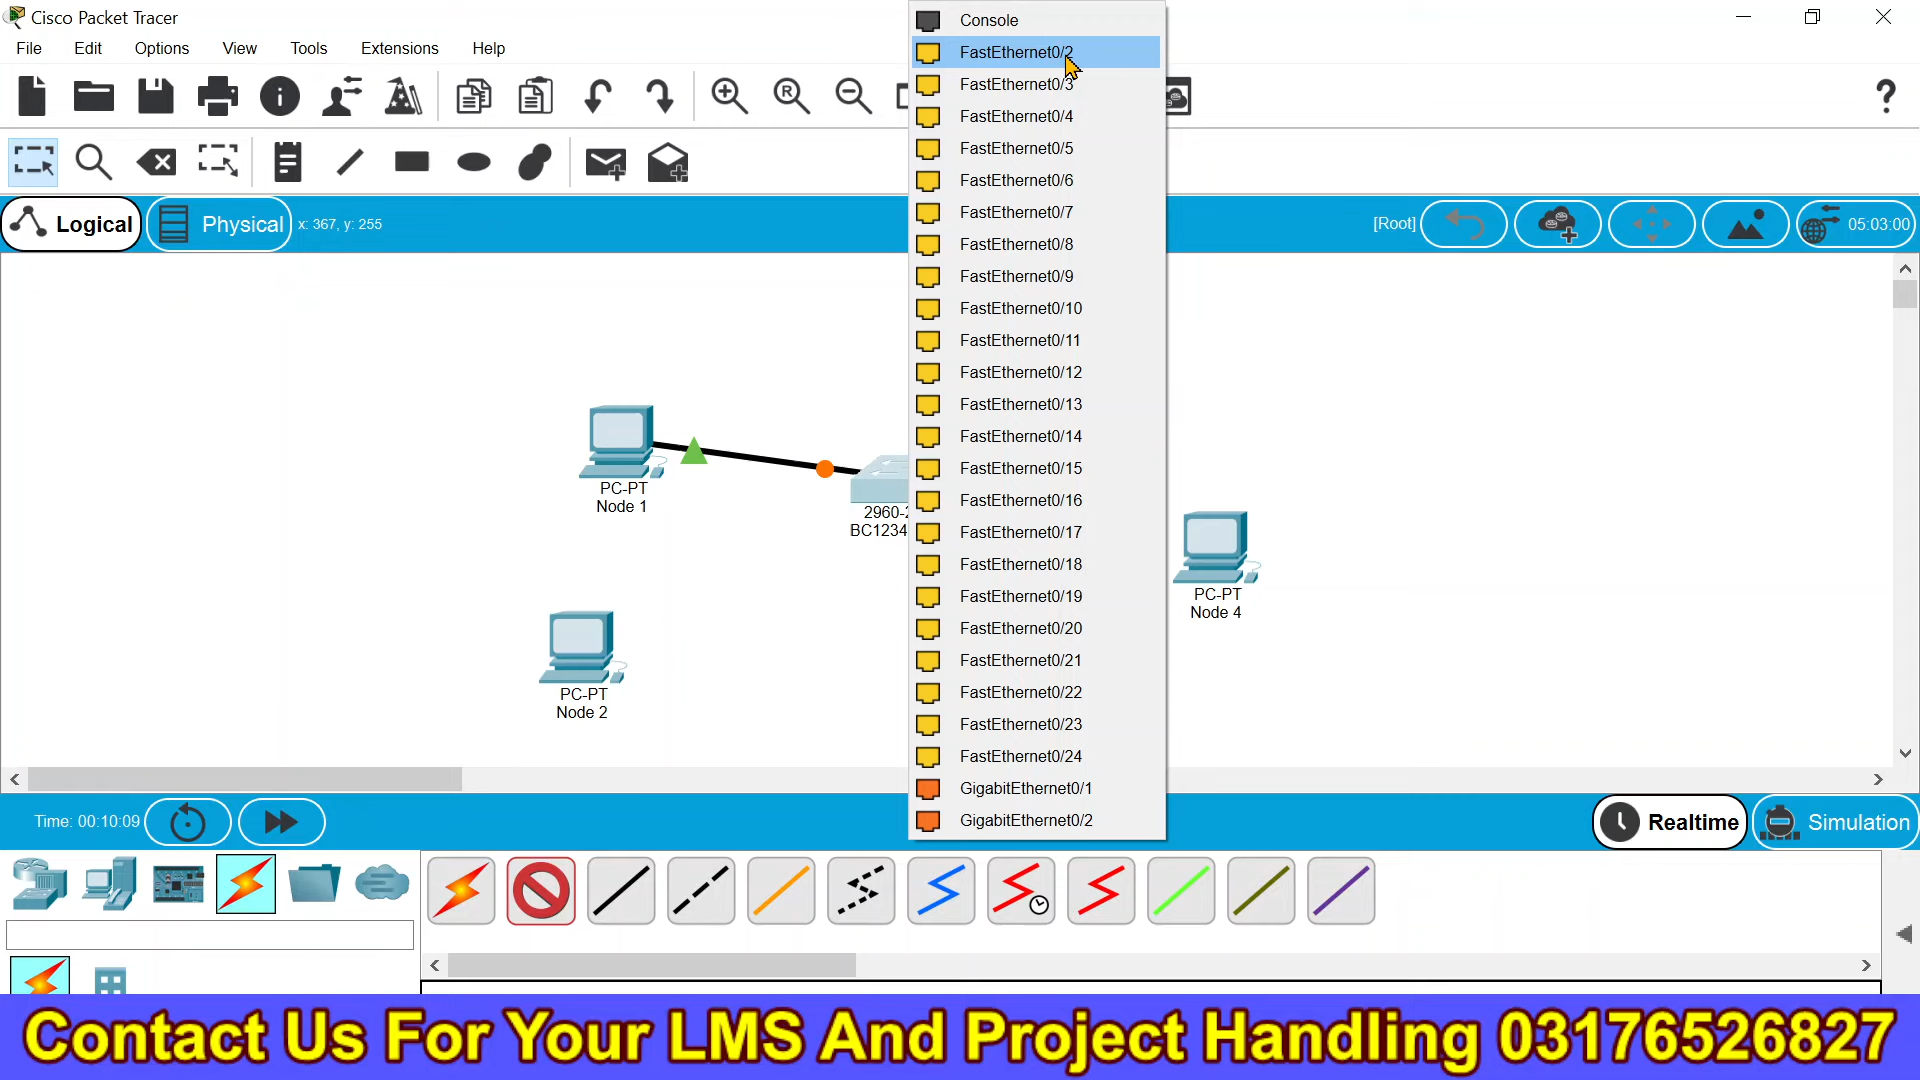 Cisco Packet Tracer
File Edit Options View Tools Extensions Help
Logical
Physical
x: 367, y: 255
[Root]
05:03:00
Console
FastEthernet0/2
FastEthernet0/3
FastEthernet0/4
FastEthernet0/5
FastEthernet0/6
FastEthernet0/7
FastEthernet0/8
FastEthernet0/9
FastEthernet0/10
FastEthernet0/11
FastEthernet0/12
FastEthernet0/13
FastEthernet0/14
FastEthernet0/15
FastEthernet0/16
FastEthernet0/17
FastEthernet0/18
FastEthernet0/19
FastEthernet0/20
FastEthernet0/21
FastEthernet0/22
FastEthernet0/23
FastEthernet0/24
GigabitEthernet0/1
GigabitEthernet0/2
PC-PT
Node 1
2960-2
BC1234
PC-PT
Node 4
PC-PT
Node 2
Time: 00:10:09
Realtime
Simulation
Contact Us For Your LMS And Project Handling 03176526827